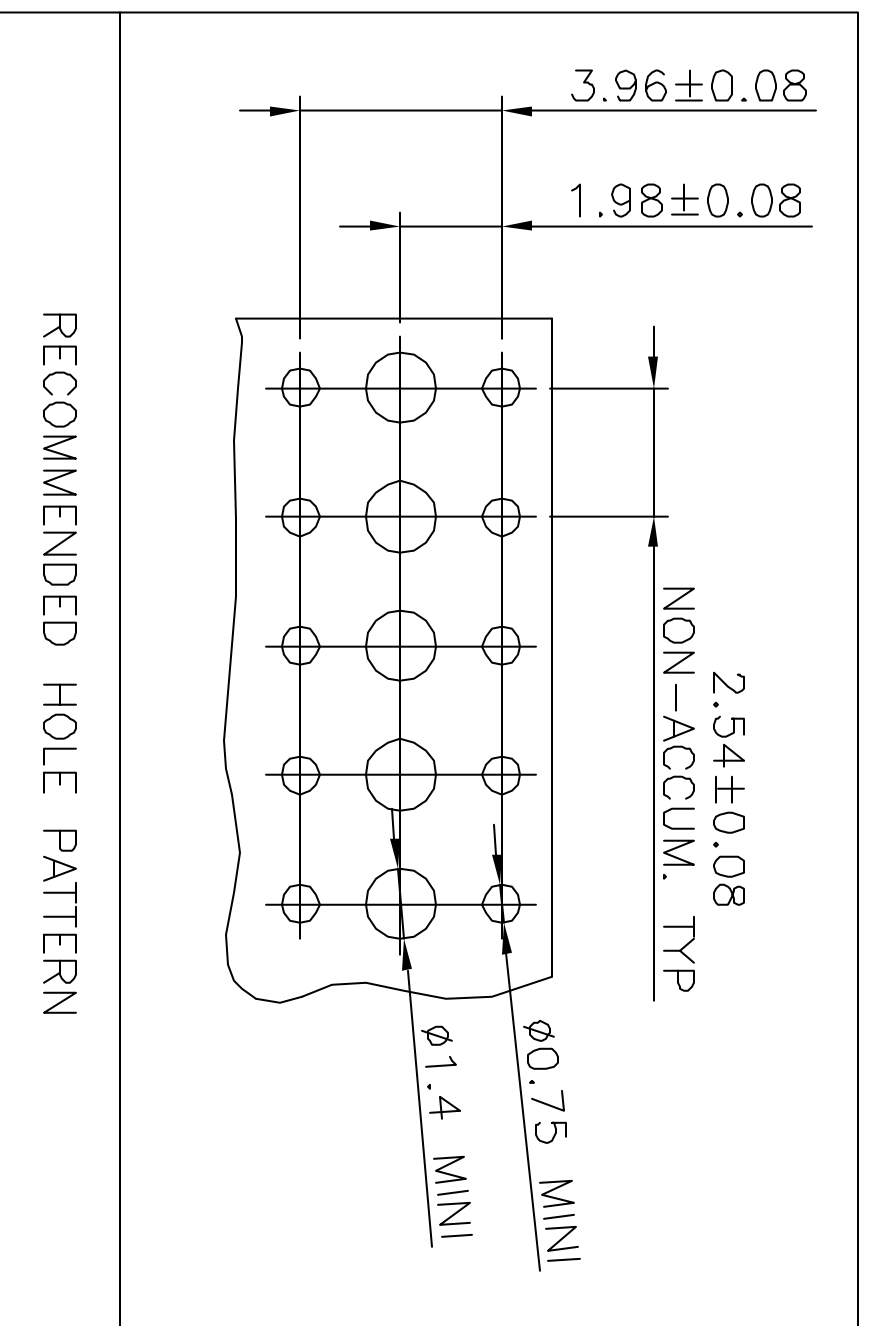 3.96±0.08
1.98±0.08
2.54±0.08
NON-ACCUM. TYP
ø0.75 MINI
ø1.4 MINI
RECOMMENDED HOLE PATTERN